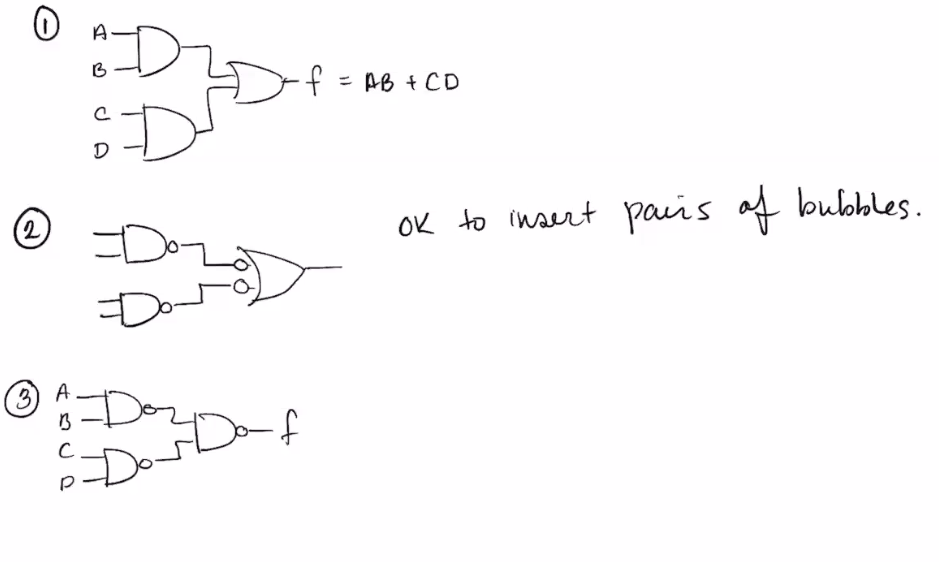 ①
A
B
f = AB + CD
C
D
②
OK to insert pairs of bubbles.
③
A
B
f
C
D